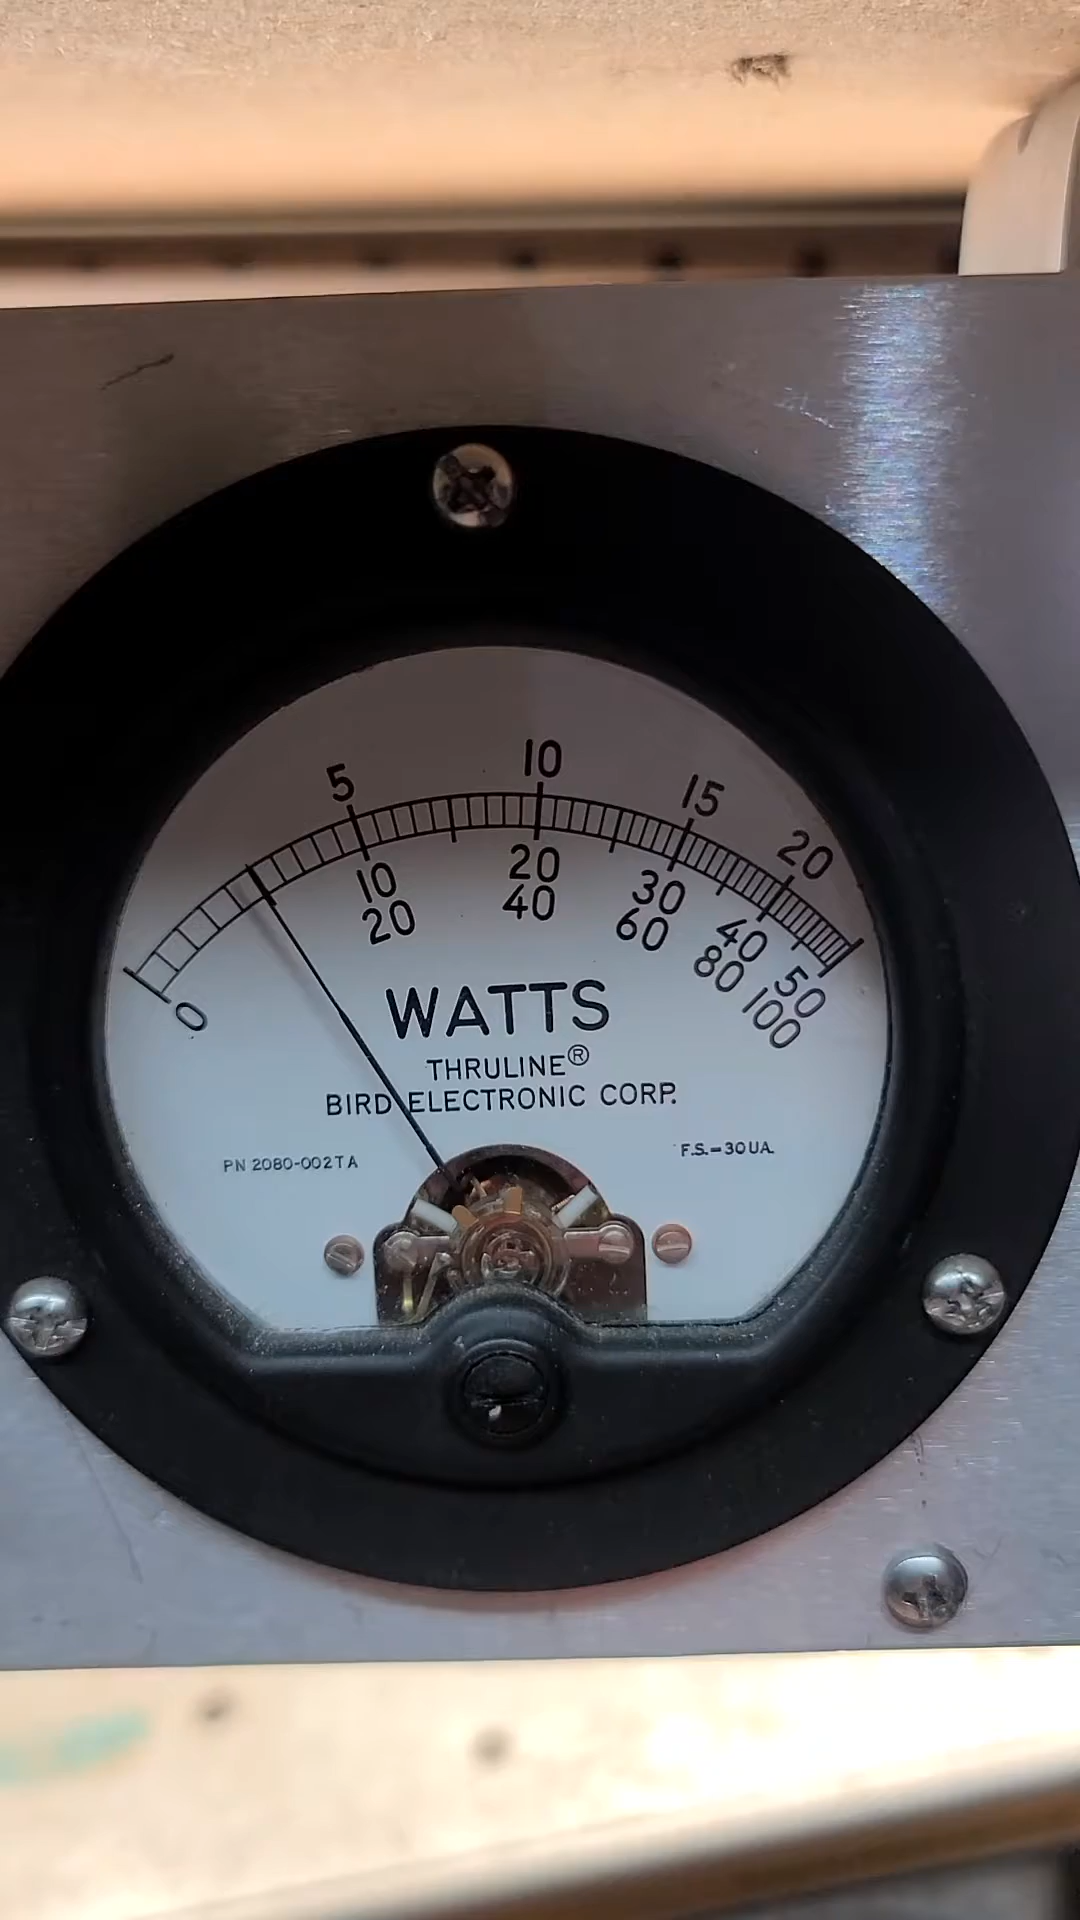 5 10 15 20
10 20 30 40 50
20 40 60 80 100
0
WATTS
THRULINE®
BIRD ELECTRONIC CORP.
PN 2080-002TA
F.S.=30UA.